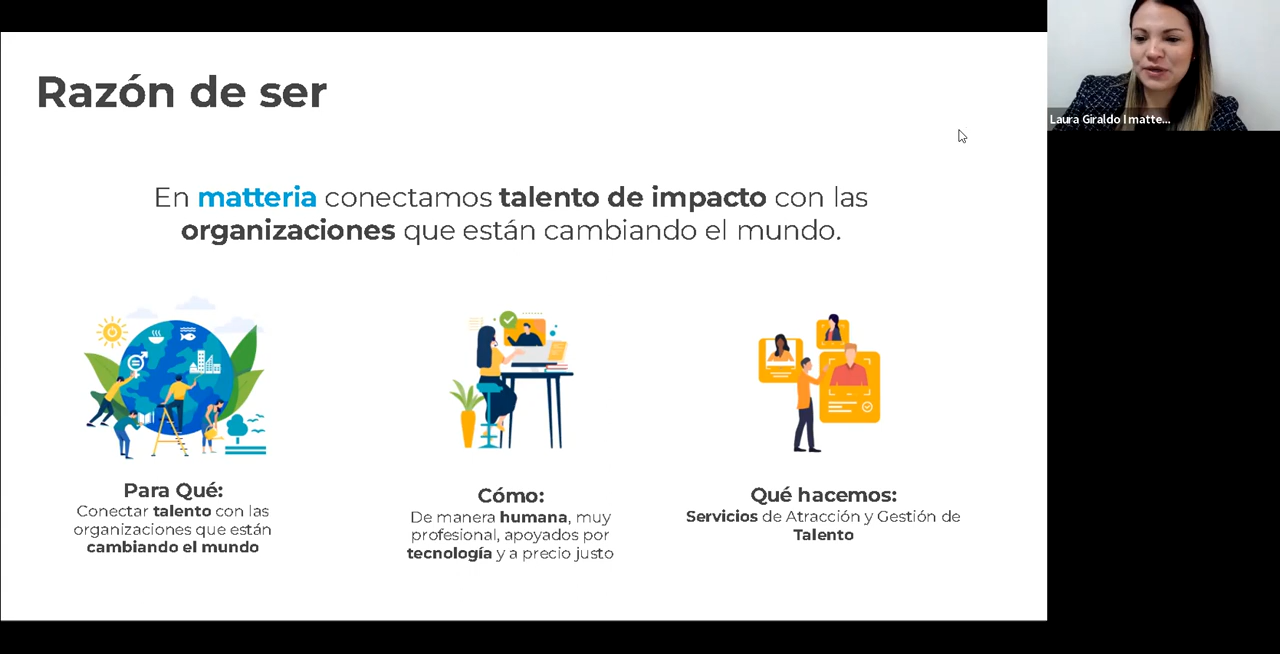 Razón de ser
Laura Giraldo I matte...
En matteria conectamos talento de impacto con las
organizaciones que están cambiando el mundo.
Para Qué:
Conectar talento con las
organizaciones que están
cambiando el mundo
Cómo:
De manera humana, muy
profesional, apoyados por
tecnología y a precio justo
Qué hacemos:
Servicios de Atracción y Gestión de
Talento